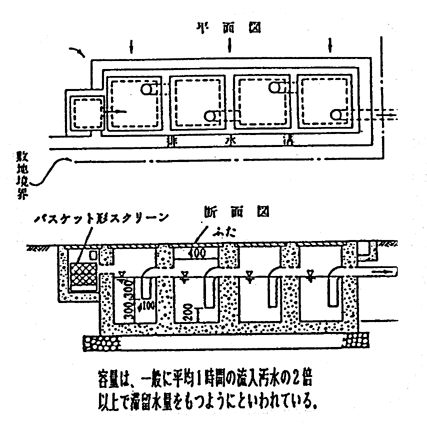 平面図
排水溝
敷地境界
断面図
バスケット形スクリーン
ふた
400
300 300
φ100
200
容量は、一般に平均1時間の流入汚水の2倍
以上で滞留水量をもつようにといわれている。